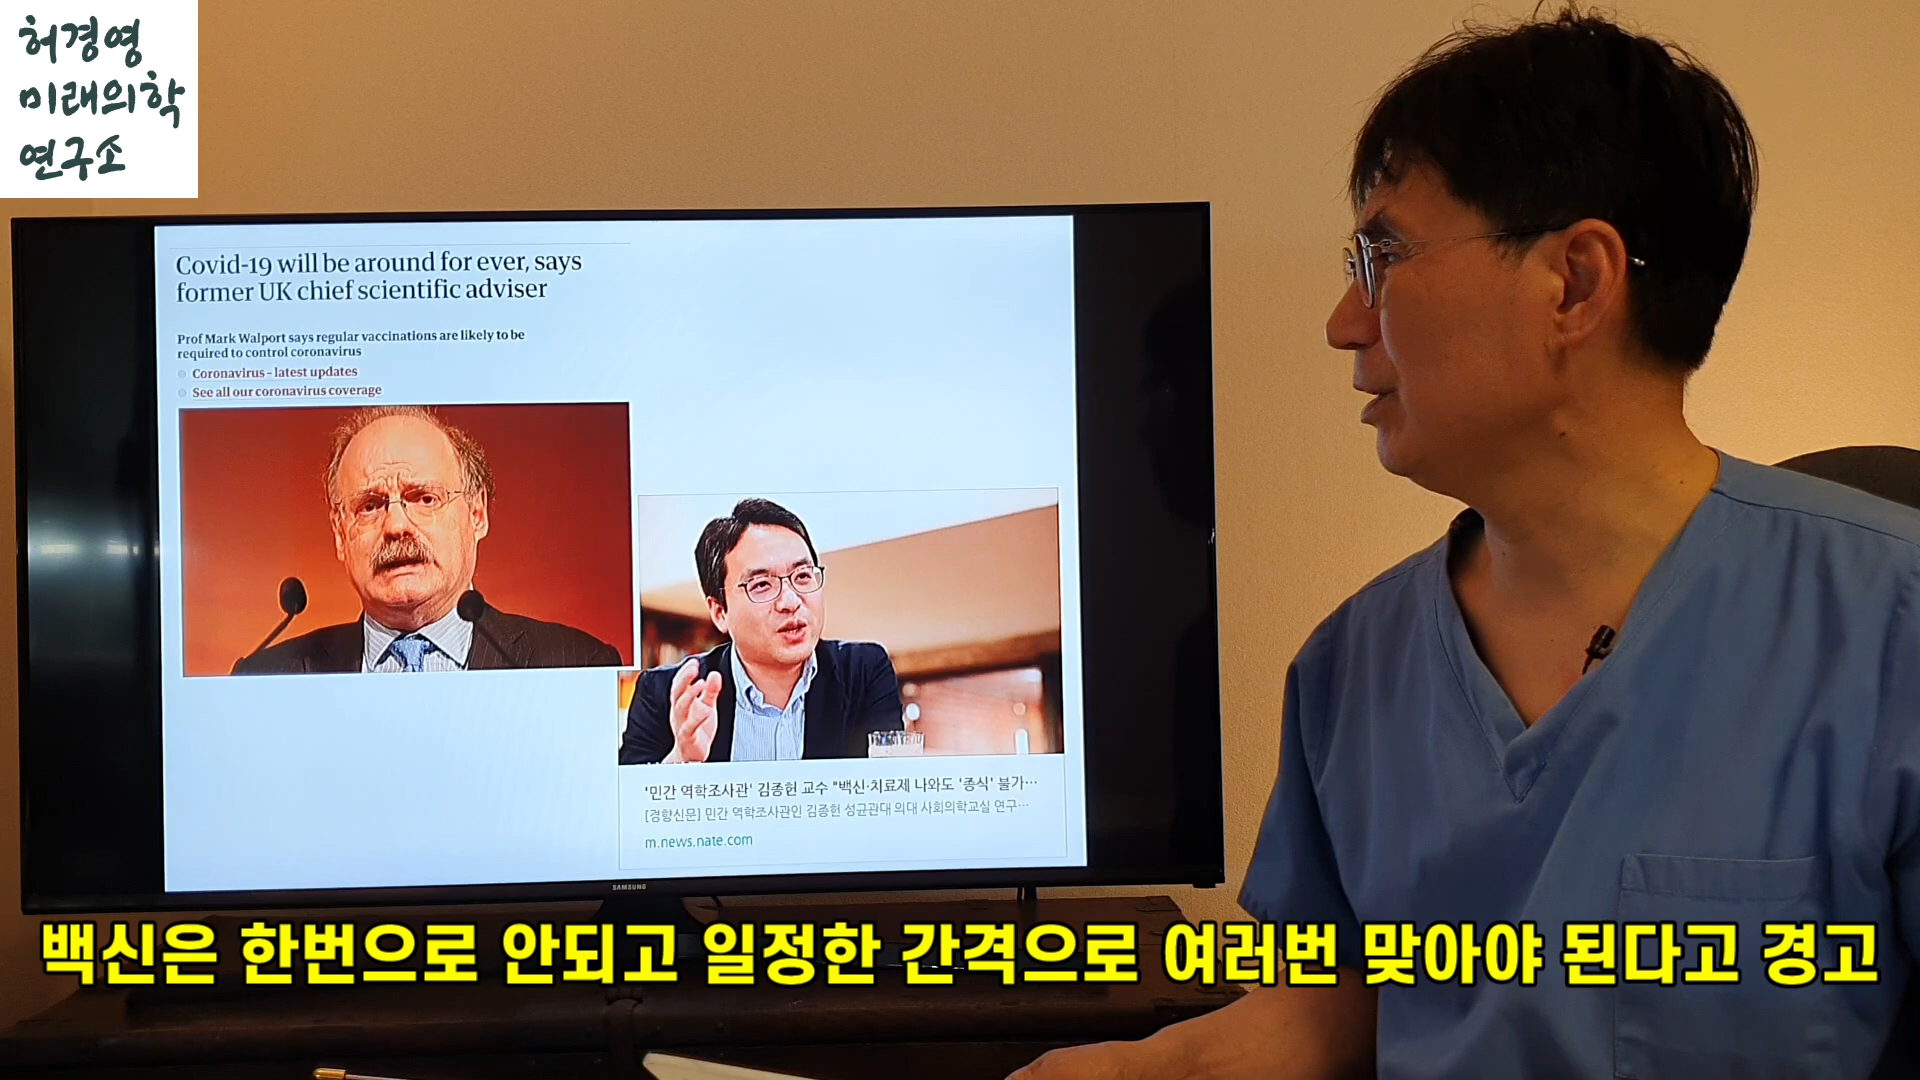 허경영
미래의학
연구소
Covid-19 will be around for ever, says
former UK chief scientific adviser
Prof Mark Walport says regular vaccinations are likely to be
required to control coronavirus
Coronavirus – latest updates
See all our coronavirus coverage
'민간 역학조사관' 김종헌 교수 "백신·치료제 나와도 '종식' 불가…
[경향신문] 민간 역학조사관인 김종헌 성균관대 의대 사회의학교실 연구…
m.news.nate.com
SAMSUNG
백신은 한번으로 안되고 일정한 간격으로 여러번 맞아야 된다고 경고